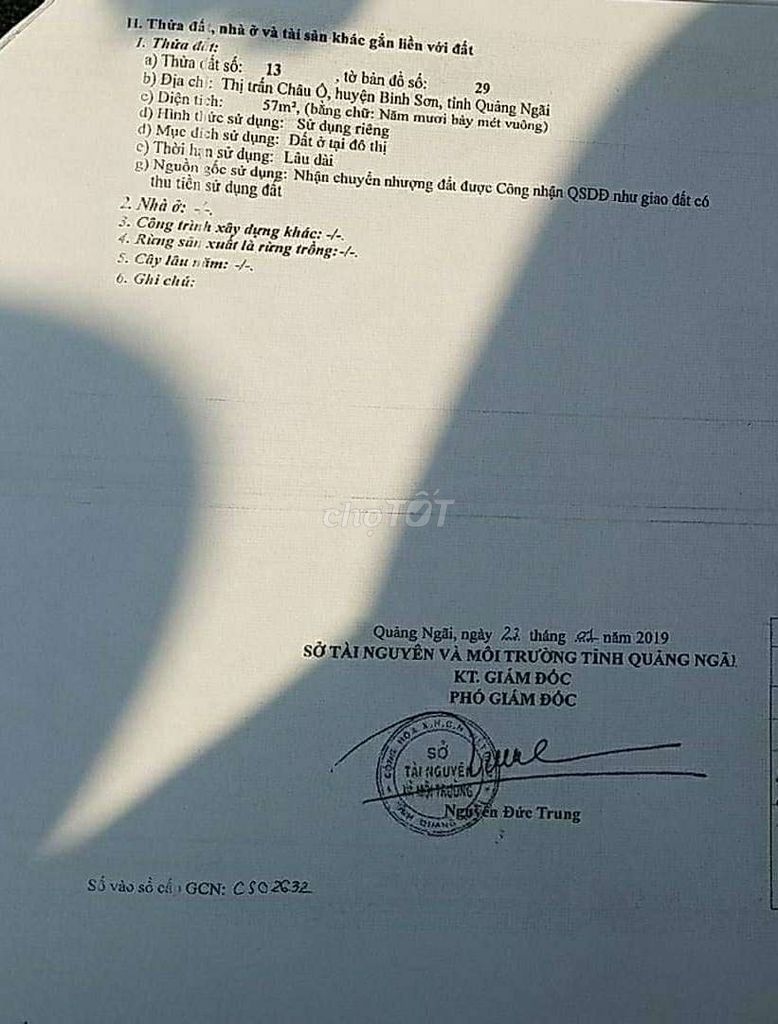 II. Thửa đất, nhà ở và tài sản khác gắn liền với đất
1. Thửa đất:
a) Thửa đất số: 13 , tờ bản đồ số: 29
b) Địa chỉ: Thị trấn Châu Ổ, huyện Bình Sơn, tỉnh Quảng Ngãi
c) Diện tích: 57m², (bằng chữ: Năm mươi bảy mét vuông)
d) Hình thức sử dụng: Sử dụng riêng
đ) Mục đích sử dụng: Đất ở tại đô thị
e) Thời hạn sử dụng: Lâu dài
g) Nguồn gốc sử dụng: Nhận chuyển nhượng đất được Công nhận QSDĐ như giao đất có
thu tiền sử dụng đất
2. Nhà ở: -/-.
3. Công trình xây dựng khác: -/-.
4. Rừng sản xuất là rừng trồng: -/-.
5. Cây lâu năm: -/-.
6. Ghi chú:
chợTỐT
Quảng Ngãi, ngày 23 tháng 01 năm 2019
SỞ TÀI NGUYÊN VÀ MÔI TRƯỜNG TỈNH QUẢNG NGÃI
KT. GIÁM ĐỐC
PHÓ GIÁM ĐỐC
SỞ
TÀI NGUYÊN
VÀ MÔI TRƯỜNG
Nguyễn Đức Trung
Số vào sổ cấp GCN: CS02632